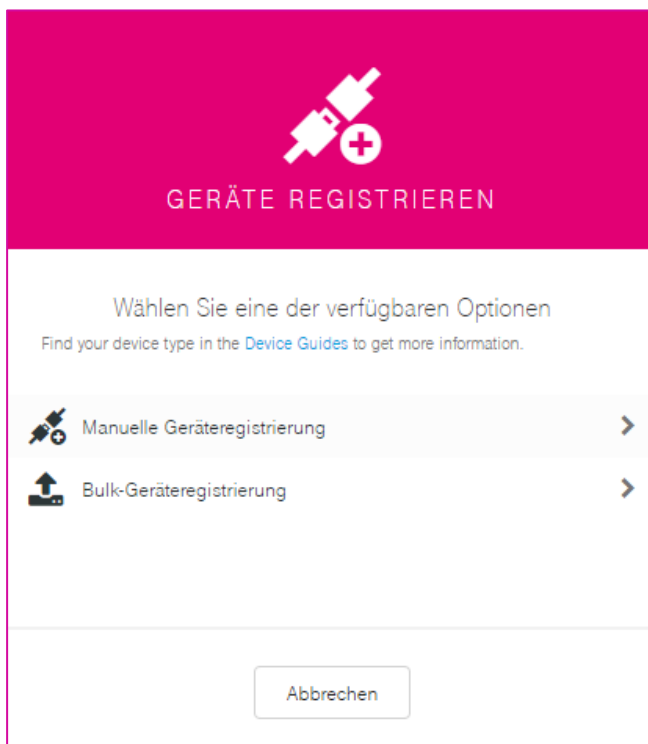 GERÄTE REGISTRIEREN
Wählen Sie eine der verfügbaren Optionen
Find your device type in the Device Guides to get more information.
Manuelle Geräteregistrierung
Bulk-Geräteregistrierung
Abbrechen